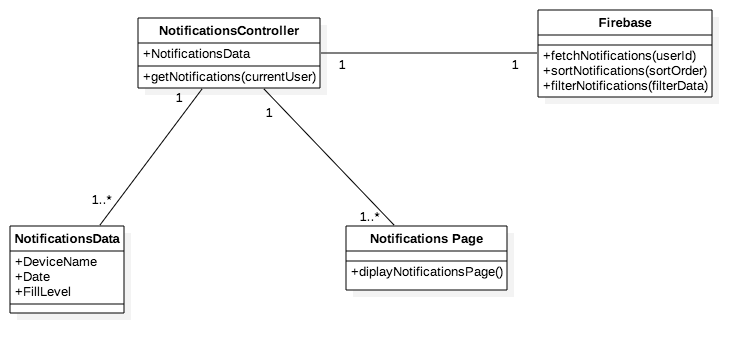 NotificationsController
+NotificationsData
+getNotifications(currentUser)
Firebase
+fetchNotifications(userId)
+sortNotifications(sortOrder)
+filterNotifications(filterData)
1
1
1
1
1..*
1..*
NotificationsData
+DeviceName
+Date
+FillLevel
Notifications Page
+diplayNotificationsPage()